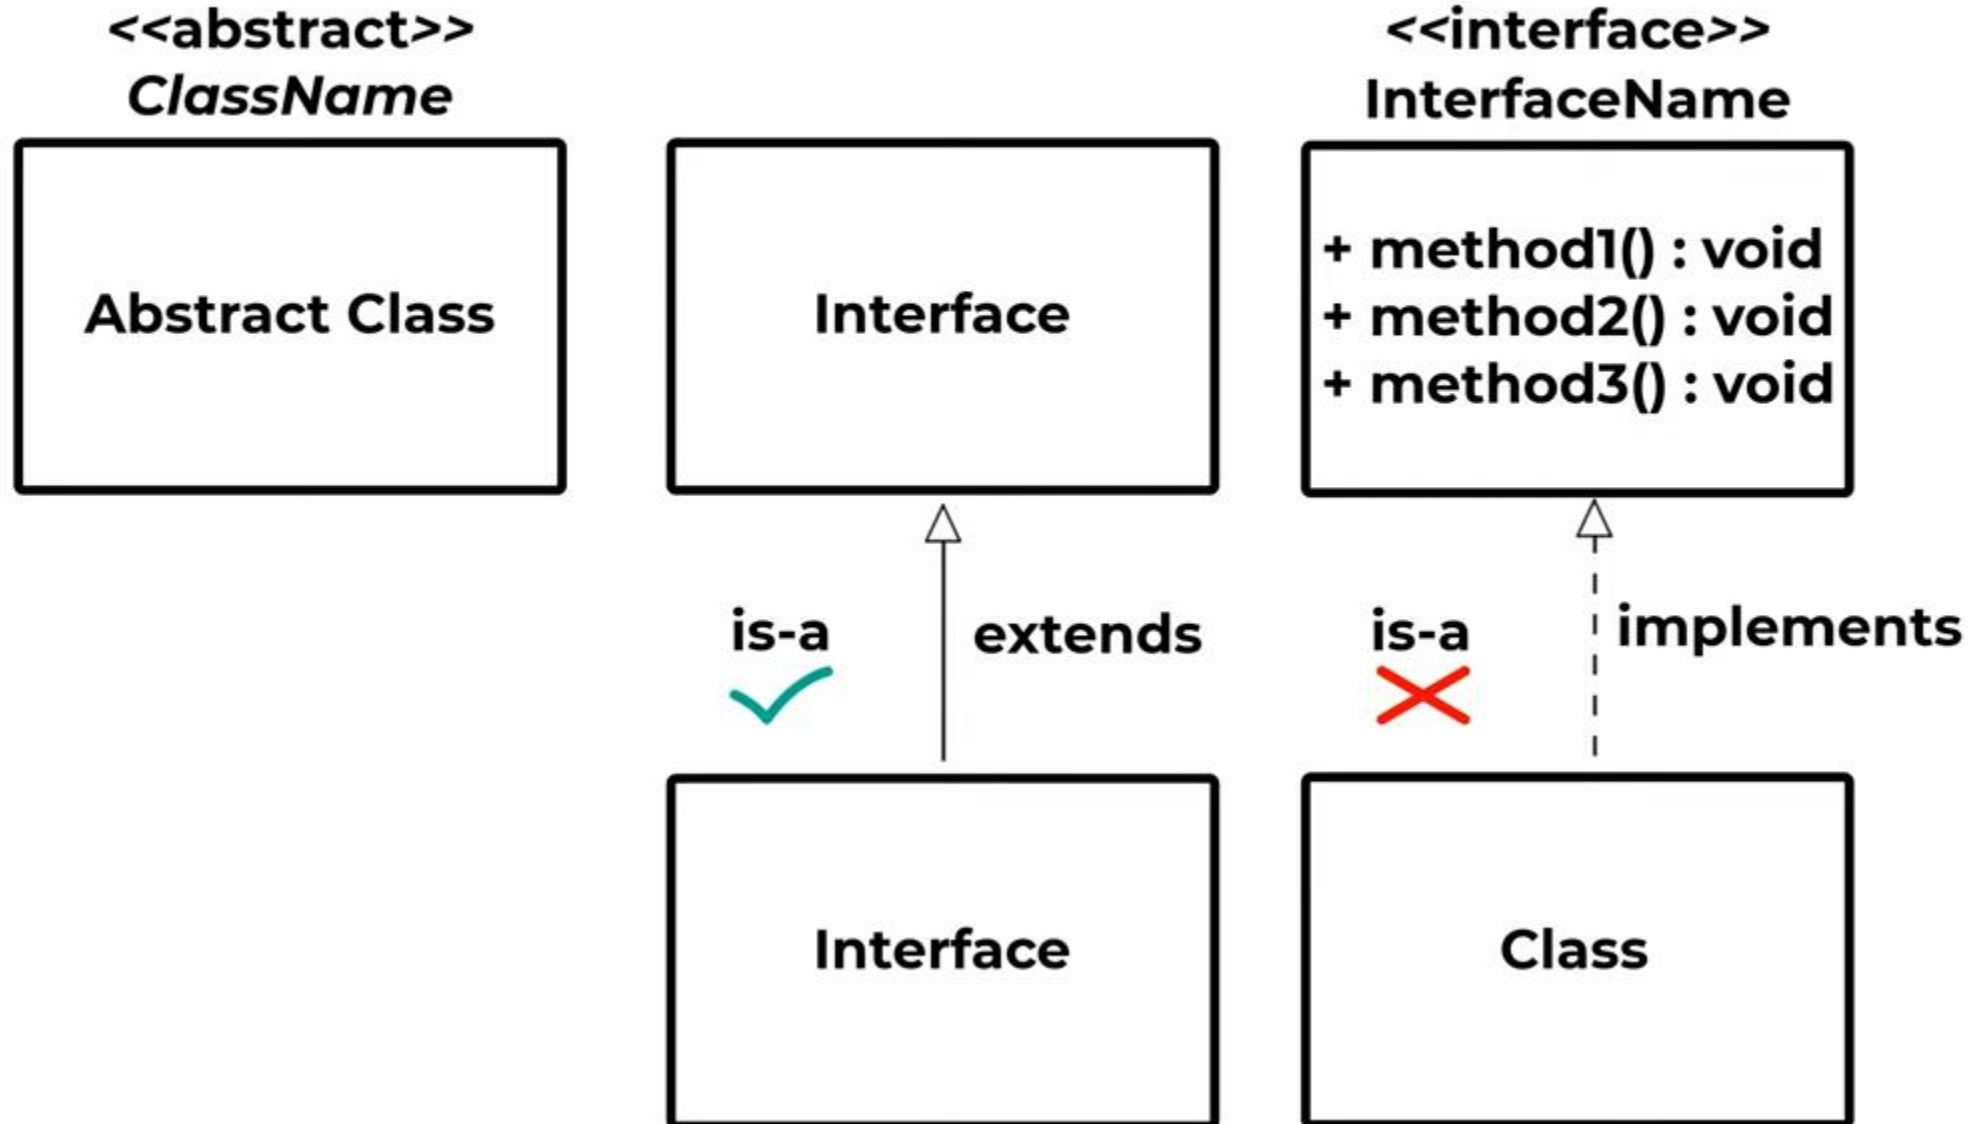 <<abstract>>
ClassName
Abstract Class
Interface
<<interface>>
InterfaceName
+ method1() : void
+ method2() : void
+ method3() : void
is-a
extends
is-a
implements
Interface
Class